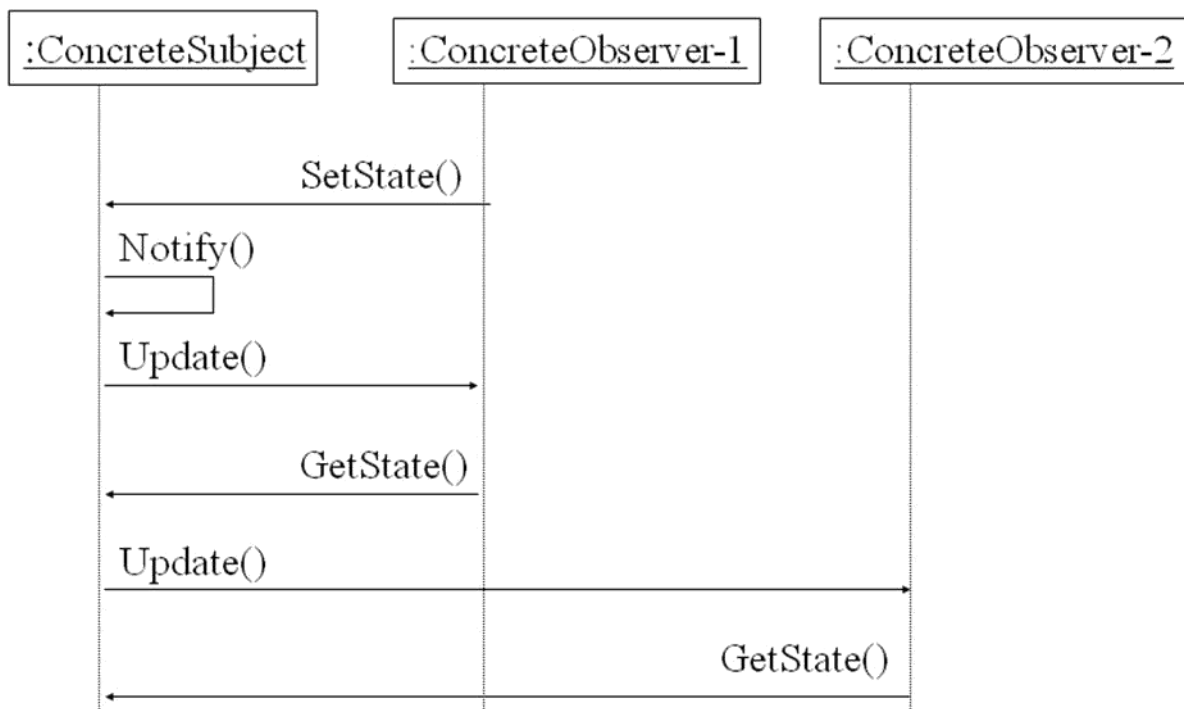 :ConcreteSubject
:ConcreteObserver-1
:ConcreteObserver-2
SetState()
Notify()
Update()
GetState()
Update()
GetState()